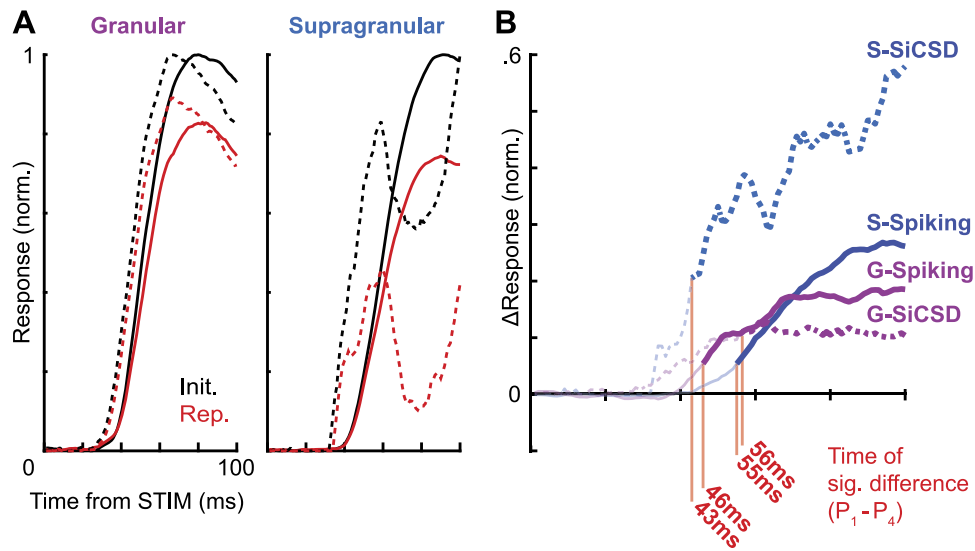 A
Granular
Supragranular
1
Response (norm.)
Init.
Rep.
0
100
Time from STIM (ms)
B
.6
S-SiCSD
ΔResponse (norm.)
S-Spiking
G-Spiking
G-SiCSD
0
56ms
55ms
46ms
43ms
Time of
sig. difference
(P1-P4)